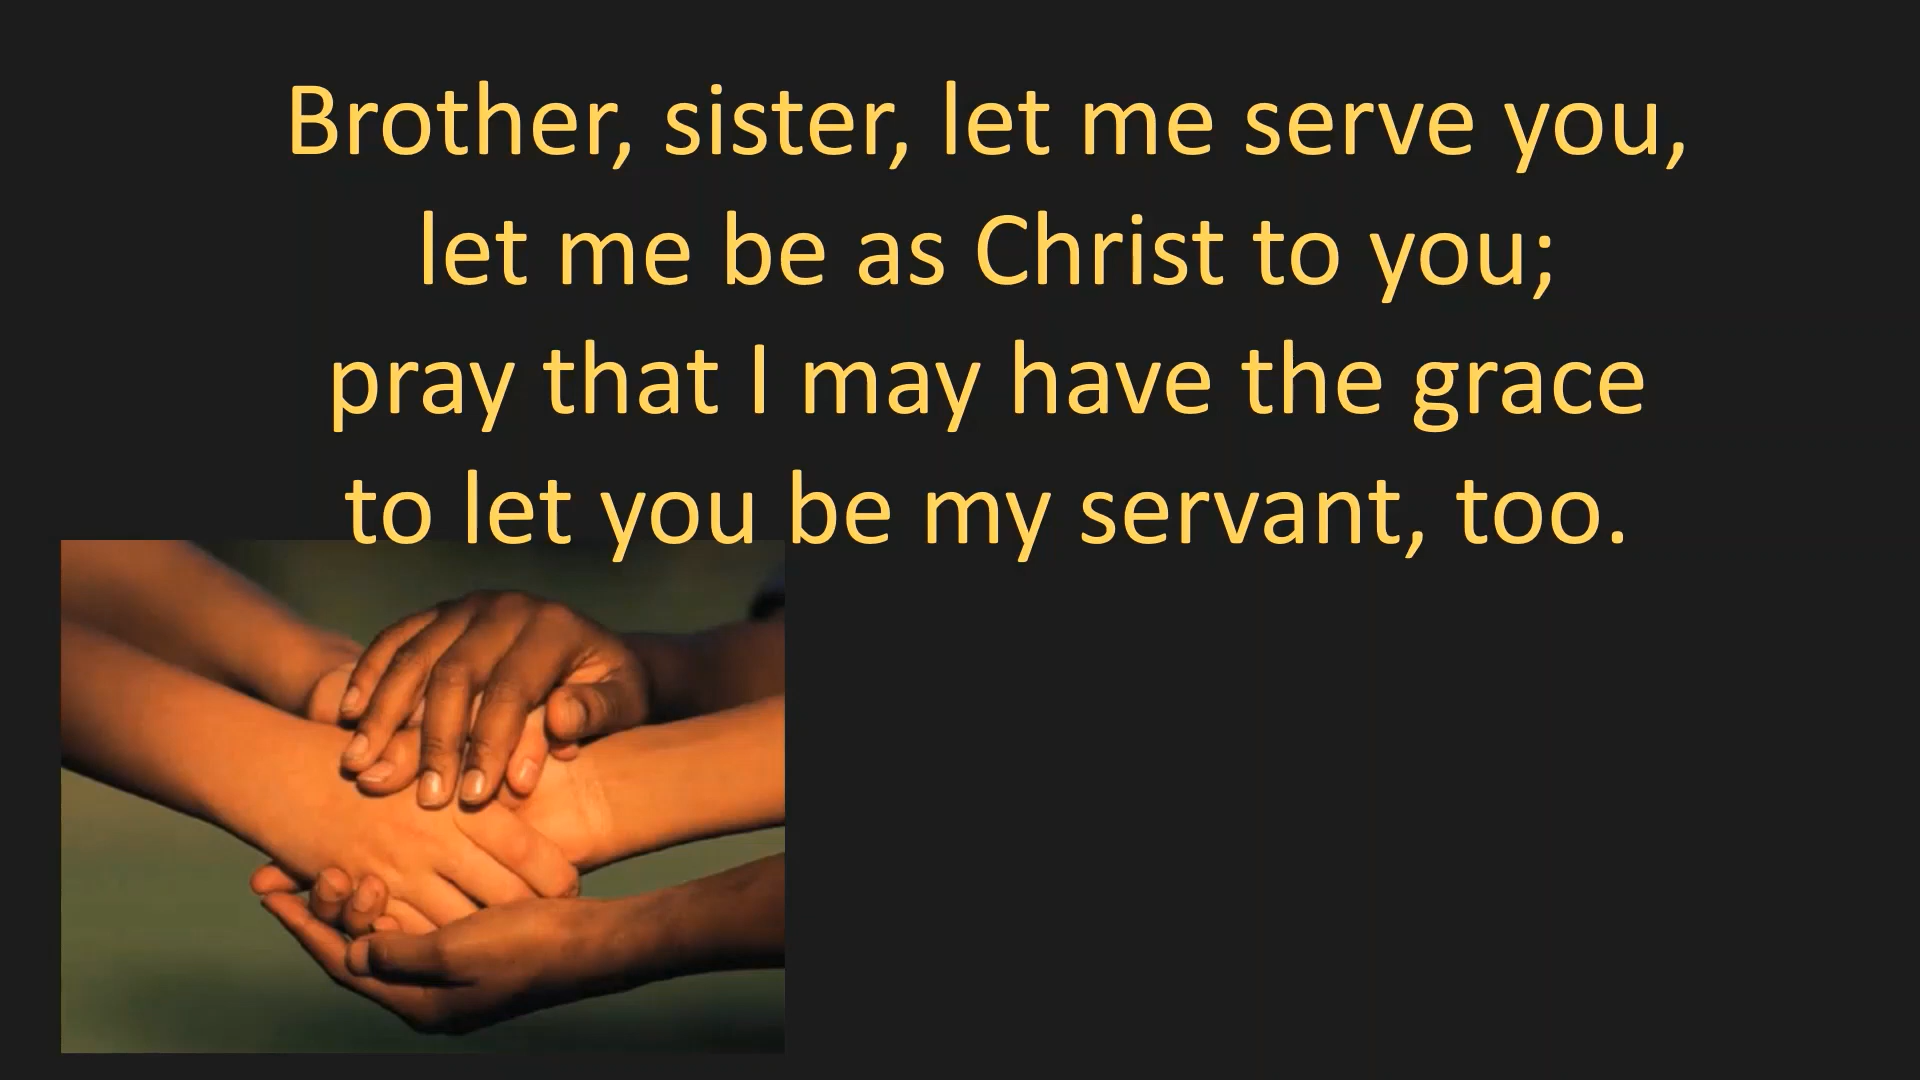 Brother, sister, let me serve you,
let me be as Christ to you;
pray that I may have the grace
to let you be my servant, too.